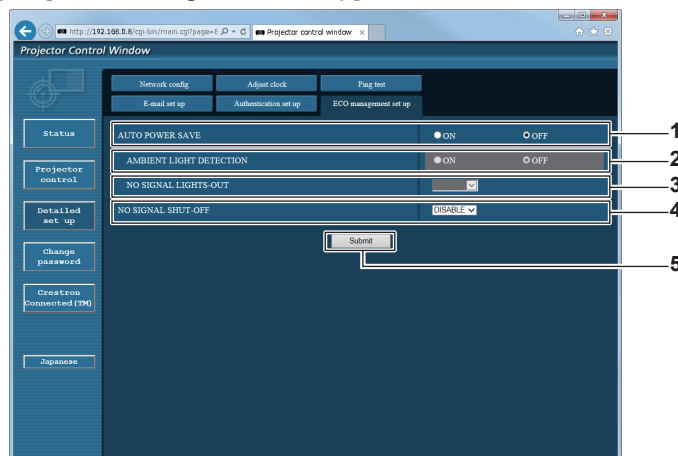 http://192.168.0.8/cgi-bin/main.cgi?page=E
Projector control window
Projector Control Window
Network config
Adjust clock
Ping test
E-mail set up
Authentication set up
ECO management set up
Status
Projector
control
Detailed
set up
Change
password
Crestron
Connected(TM)
Japanese
AUTO POWER SAVE
ON
OFF
1
AMBIENT LIGHT DETECTION
ON
OFF
2
NO SIGNAL LIGHTS-OUT
3
NO SIGNAL SHUT-OFF
DISABLE
4
Submit
5